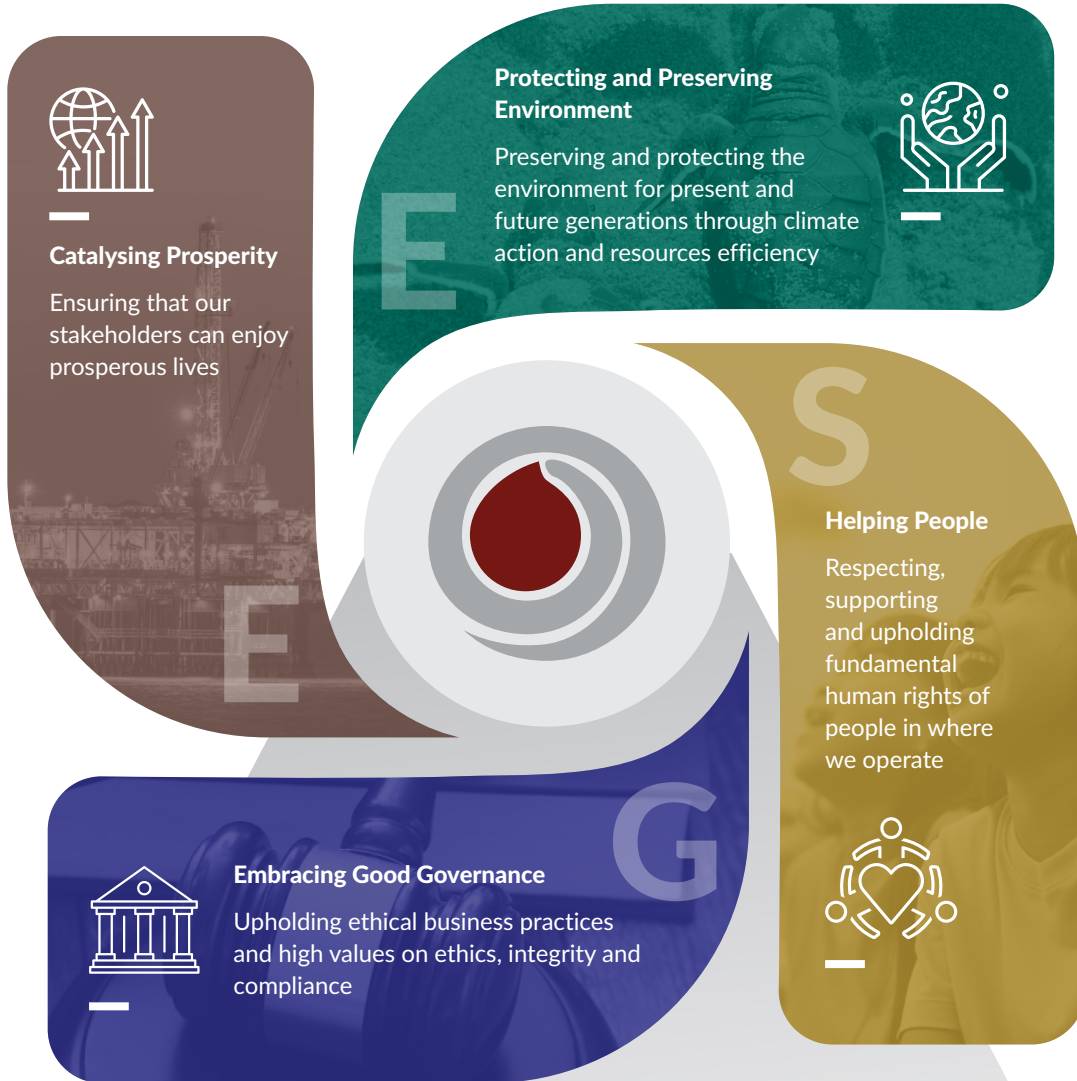 Catalysing Prosperity
Ensuring that our
stakeholders can enjoy
prosperous lives
E
E
Protecting and Preserving
Environment
Preserving and protecting the
environment for present and
future generations through climate
action and resources efficiency
S
Helping People
Respecting,
supporting
and upholding
fundamental
human rights of
people in where
we operate
G
Embracing Good Governance
Upholding ethical business practices
and high values on ethics, integrity and
compliance